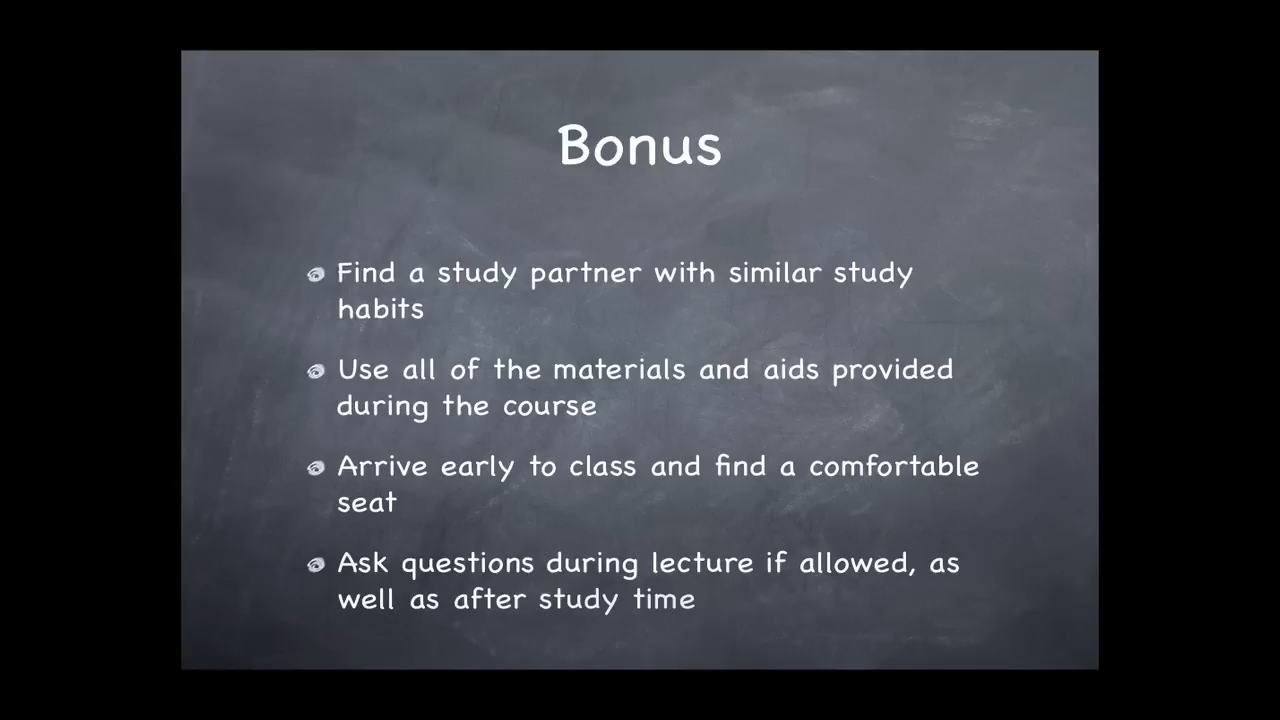 Bonus
Find a study partner with similar study
habits
Use all of the materials and aids provided
during the course
Arrive early to class and find a comfortable
seat
Ask questions during lecture if allowed, as
well as after study time